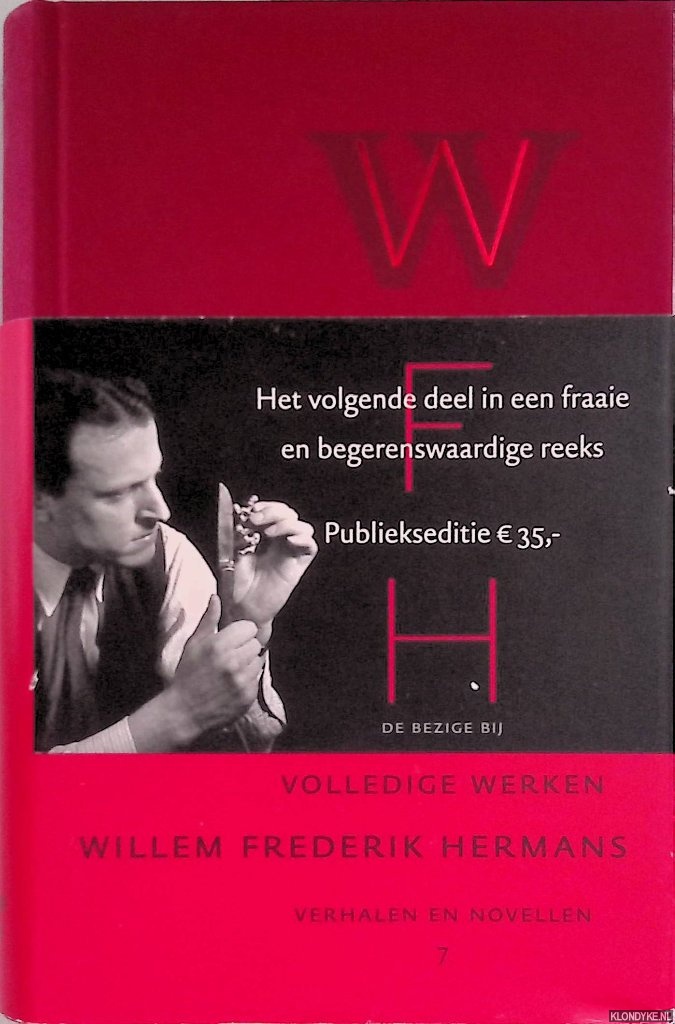 W
F
Het volgende deel in een fraaie
en begerenswaardige reeks
Publiekseditie € 35,-
H
DE BEZIGE BIJ
VOLLEDIGE WERKEN
WILLEM FREDERIK HERMANS
VERHALEN EN NOVELLEN
7
KLONDYKE.NL